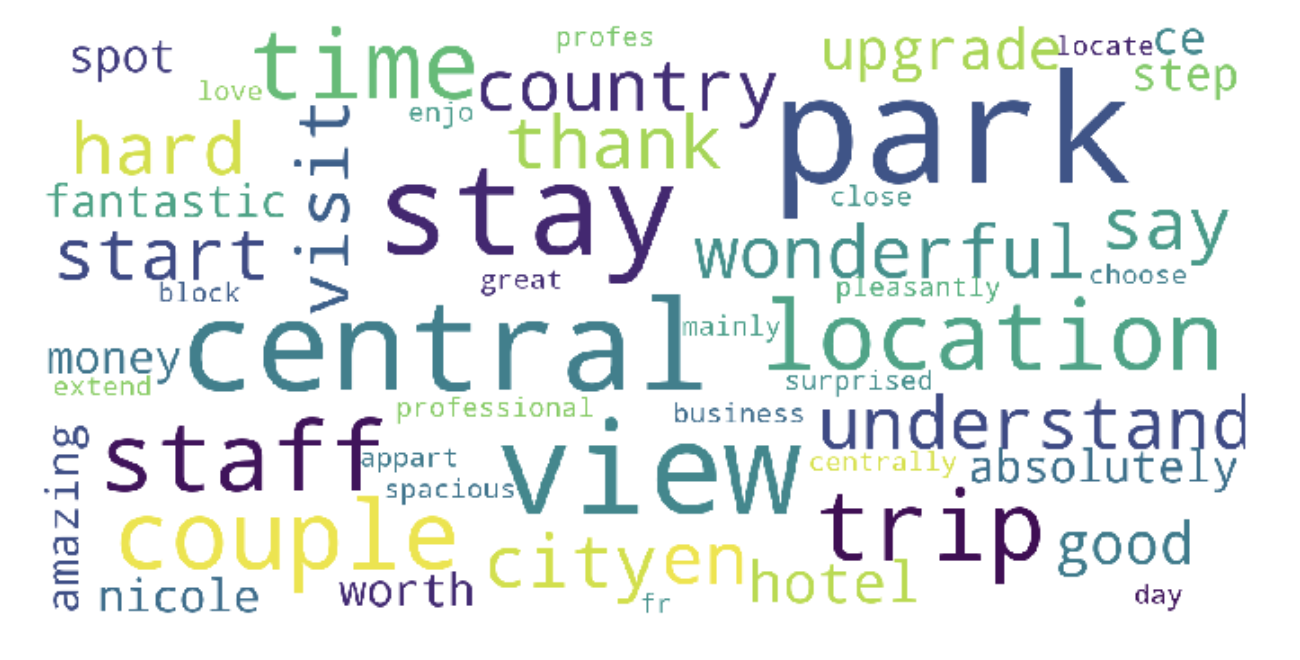 spot
time
profes
upgrade
locate
ce
love
country
step
enjo
park
hard
visit
thank
stay
close
fantastic
say
start
wonderful
block
great
choose
pleasantly
central
mainly
location
money
surprised
extend
professional
business
understand
amazing
staff
appart
view
centrally
absolutely
spacious
couple
trip
city
en
good
hotel
nicole
worth
fr
day